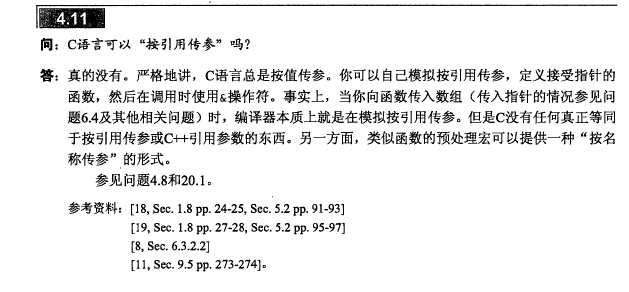 4.11
问：C语言可以“按引用传参”吗？
答：真的没有。严格地讲，C语言总是按值传参。你可以自己模拟按引用传参，定义接受指针的
函数，然后在调用时使用&操作符。事实上，当你向函数传入数组（传入指针的情况参见问
题6.4及其他相关问题）时，编译器本质上就是在模拟按引用传参。但是C没有任何真正等同
于按引用传参或C++引用参数的东西。另一方面，类似函数的预处理宏可以提供一种“按名
称传参”的形式。
参见问题4.8和20.1。
参考资料：[18, Sec. 1.8 pp. 24-25, Sec. 5.2 pp. 91-93]
[19, Sec. 1.8 pp. 27-28, Sec. 5.2 pp. 95-97]
[8, Sec. 6.3.2.2]
[11, Sec. 9.5 pp. 273-274]。